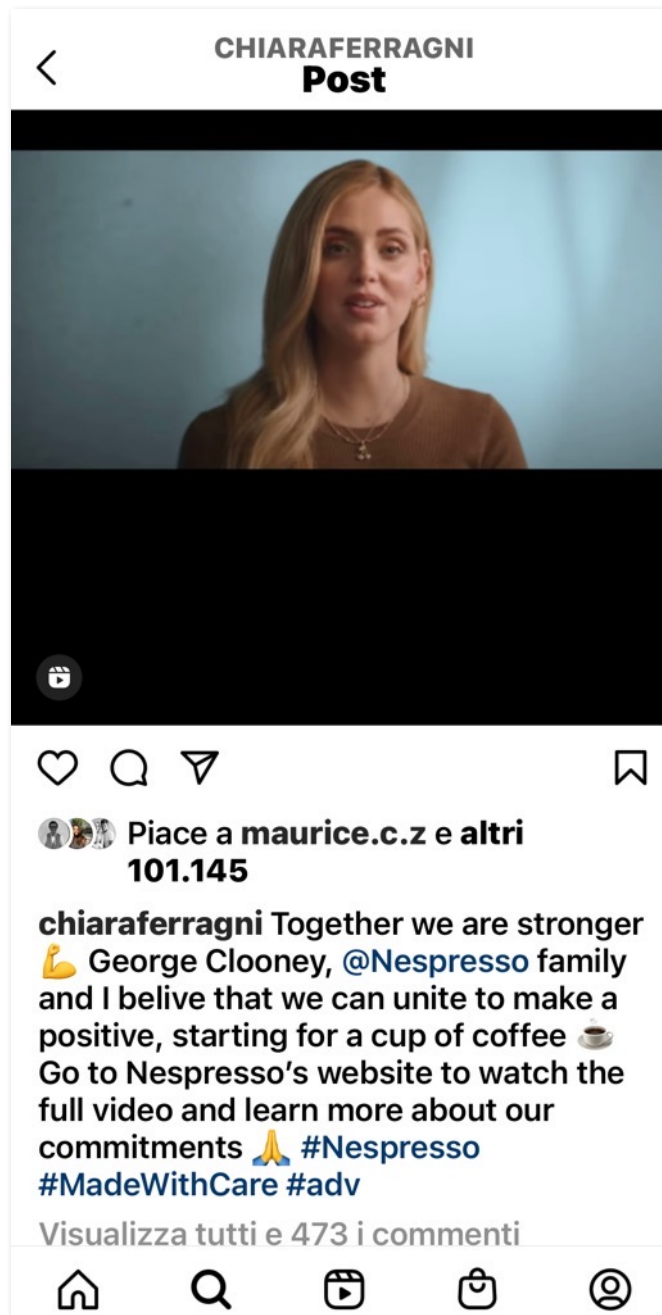 CHIARAFERRAGNI
Post
Piace a maurice.c.z e altri
101.145
chiaraferragni Together we are stronger
💪 George Clooney, @Nespresso family
and I belive that we can unite to make a
positive, starting for a cup of coffee ☕
Go to Nespresso’s website to watch the
full video and learn more about our
commitments 🙏 #Nespresso
#MadeWithCare #adv
Visualizza tutti e 473 i commenti